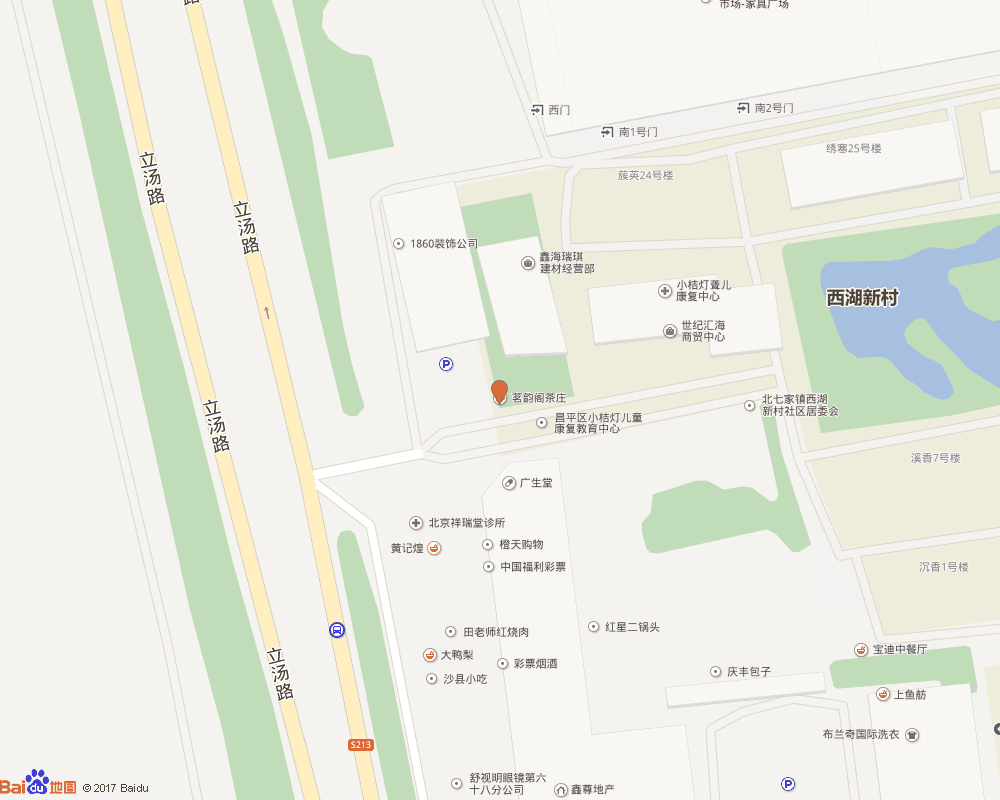 市场-家具广场
路
西门
南2号门
南1号门
绣塞25号楼
蔟英24号楼
立汤路
立汤路
1860装饰公司
鑫海瑞琪
建材经营部
小桔灯聋儿
康复中心
西湖新村
世纪汇海
商贸中心
茗韵阁茶庄
北七家镇西湖
新村社区居委会
昌平区小桔灯儿童
康复教育中心
立汤路
溪香7号楼
广生堂
北京祥瑞堂诊所
黄记煌
橙天购物
中国福利彩票
沉香1号楼
田老师红烧肉
红星二锅头
大鸭梨
彩票烟酒
沙县小吃
宝迪中餐厅
庆丰包子
立汤路
上鱼舫
布兰奇国际洗衣
S213
舒视明眼镜第六
十八分公司
鑫尊地产
P
P
Bai du 地图 © 2017 Baidu